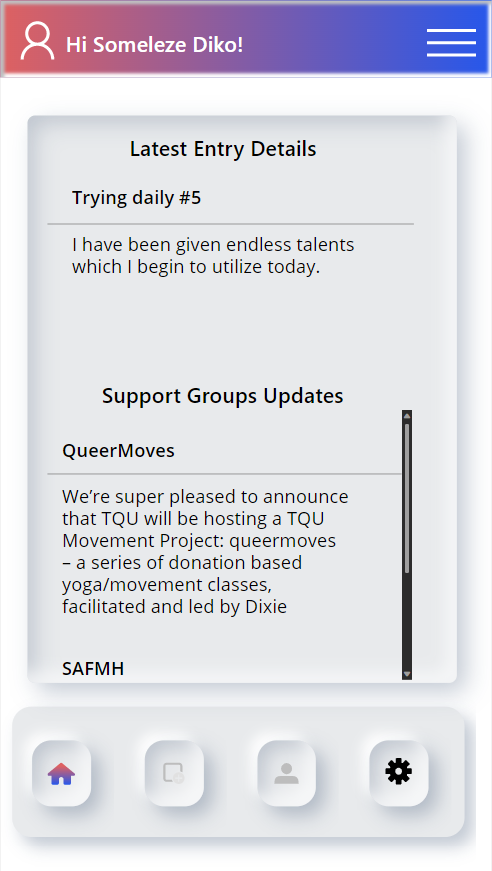 Hi Someleze Diko!
Latest Entry Details
Trying daily #5
I have been given endless talents
which I begin to utilize today.
Support Groups Updates
QueerMoves
We’re super pleased to announce
that TQU will be hosting a TQU
Movement Project: queermoves
– a series of donation based
yoga/movement classes,
facilitated and led by Dixie
SAFMH